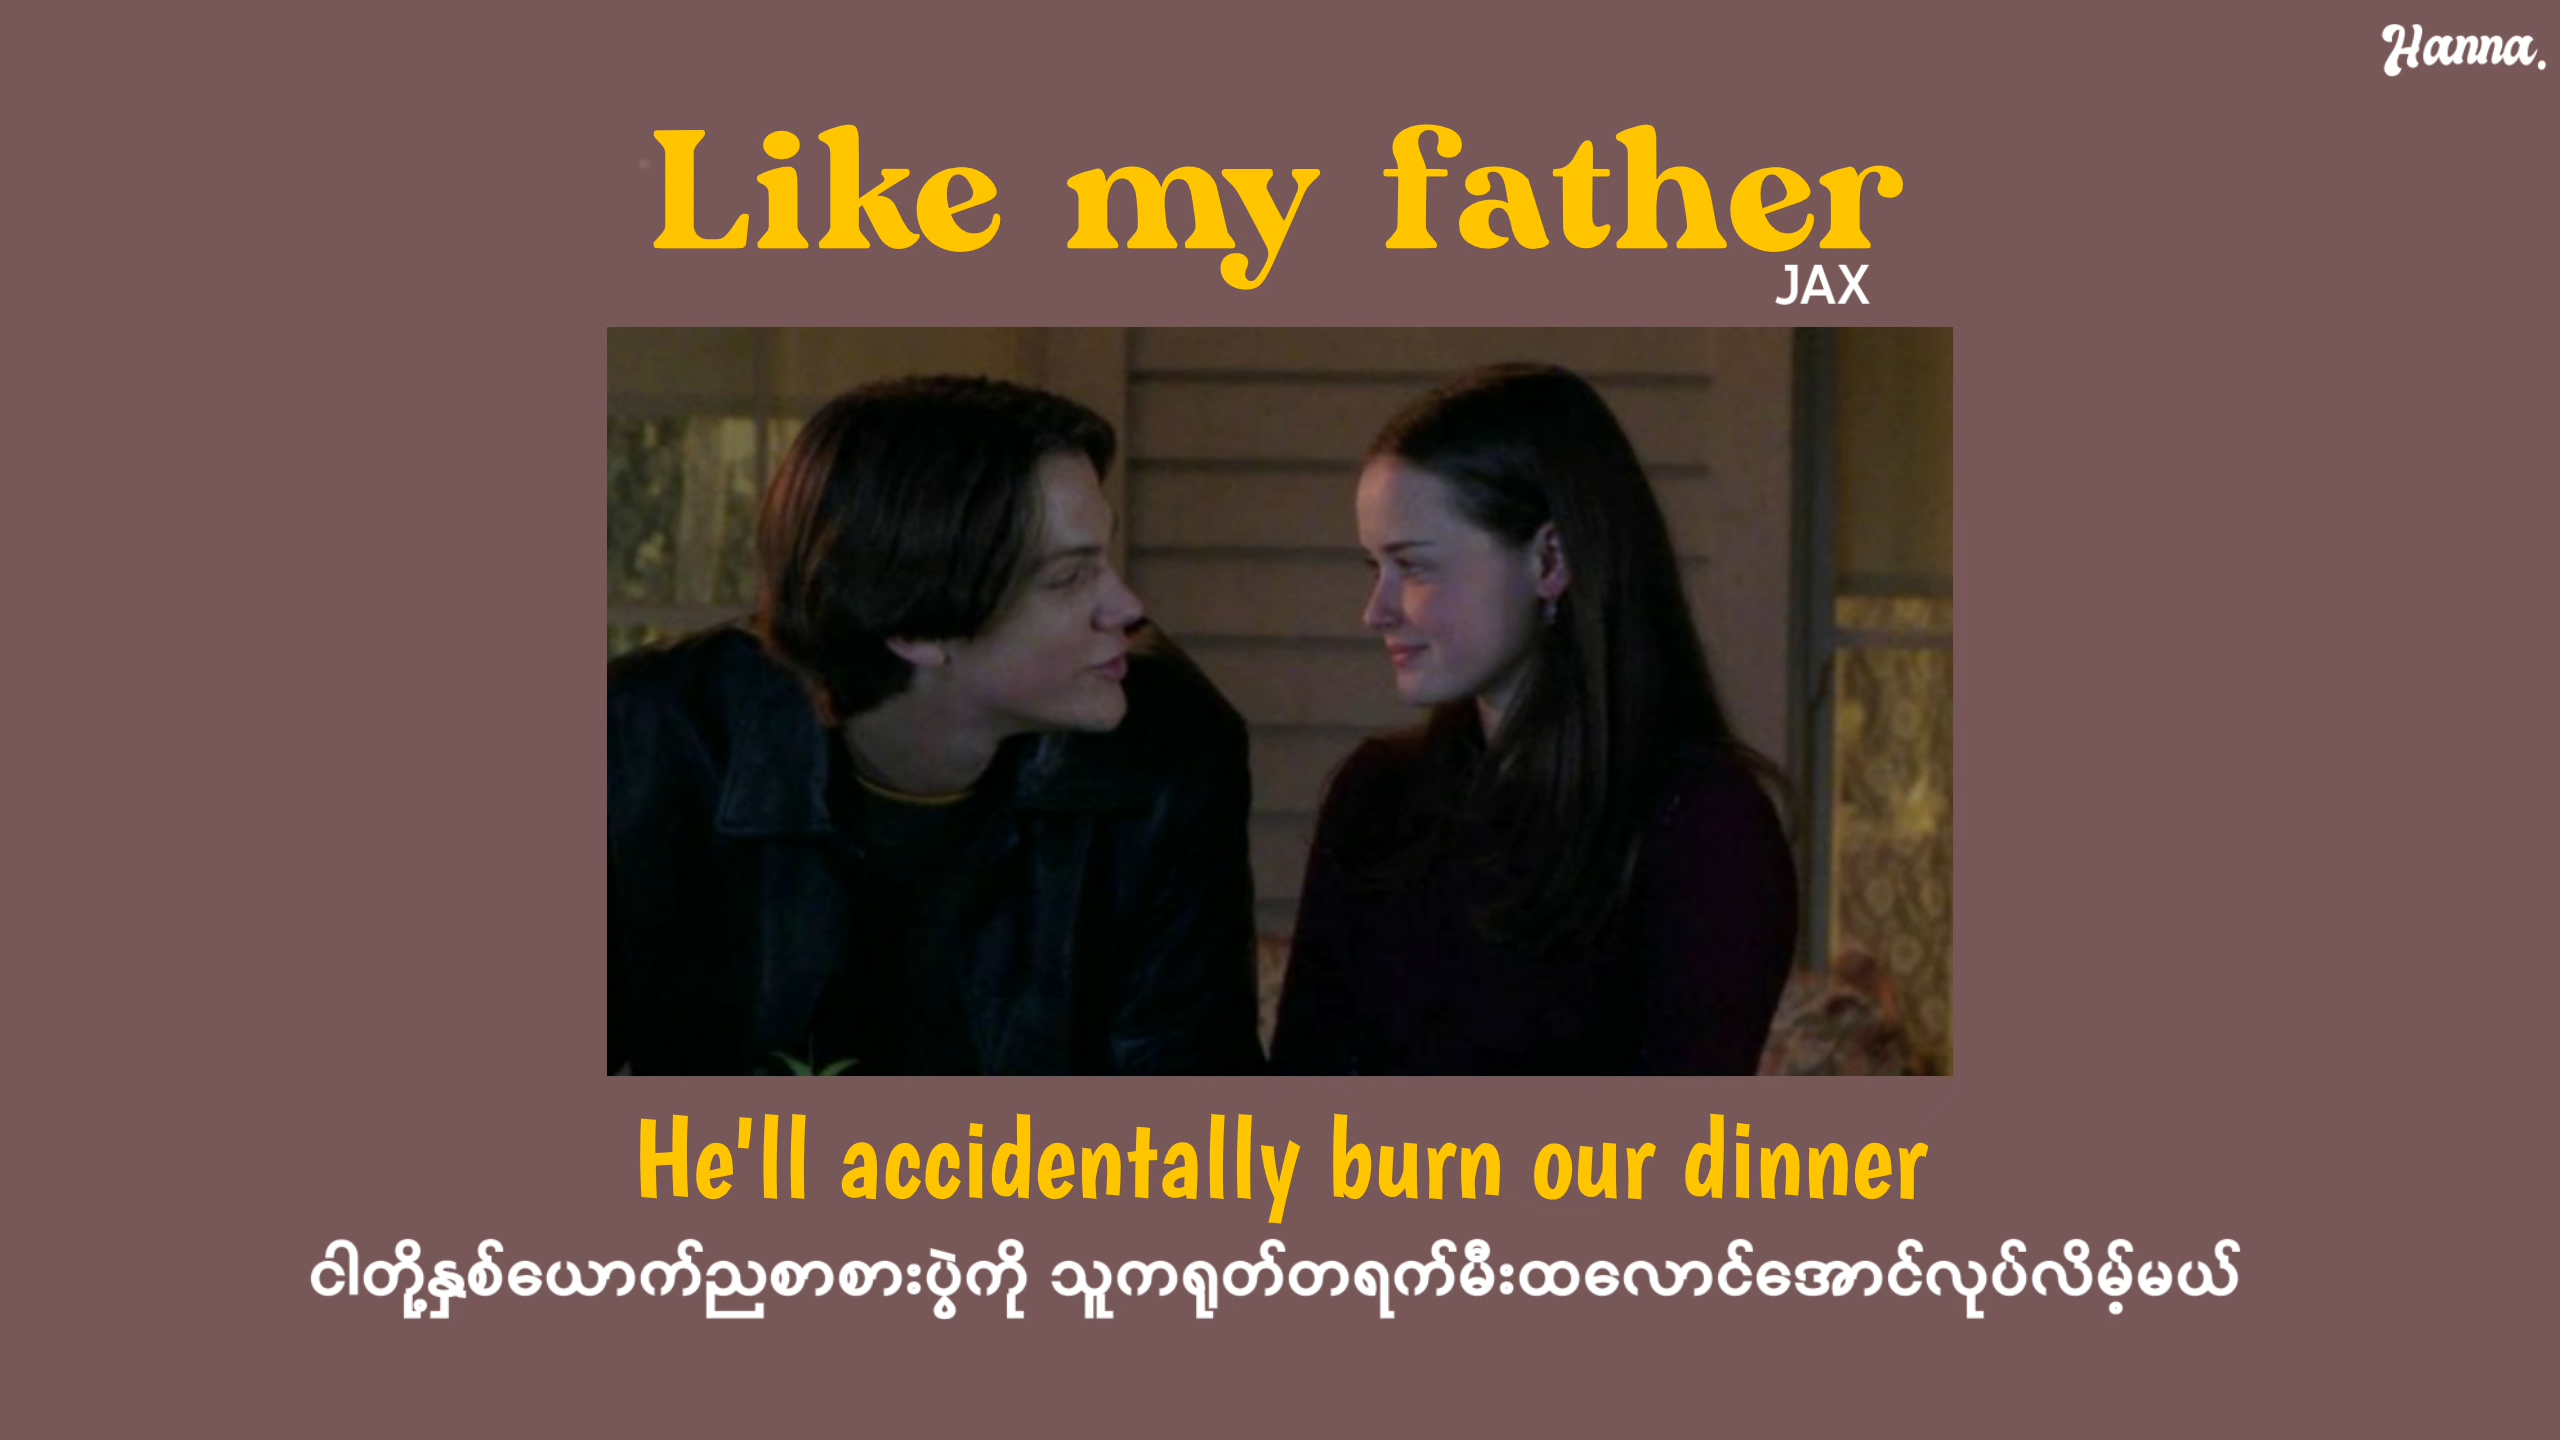 Hanna.
Like my father
JAX
He'll accidentally burn our dinner
ငါတို့နှစ်ယောက်ညစာစားပွဲကို သူကရုတ်တရက်မီးထလောင်အောင်လုပ်လိမ့်မယ်